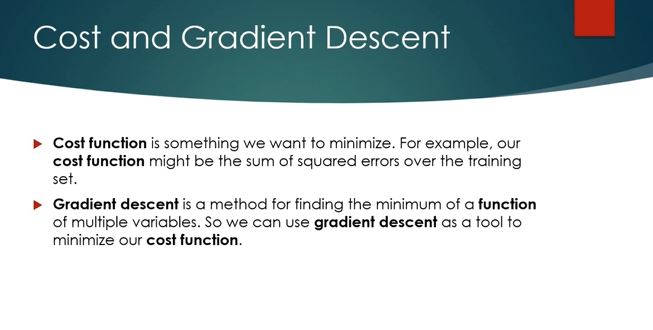 Cost and Gradient Descent
Cost function is something we want to minimize. For example, our
cost function might be the sum of squared errors over the training
set.
Gradient descent is a method for finding the minimum of a function
of multiple variables. So we can use gradient descent as a tool to
minimize our cost function.